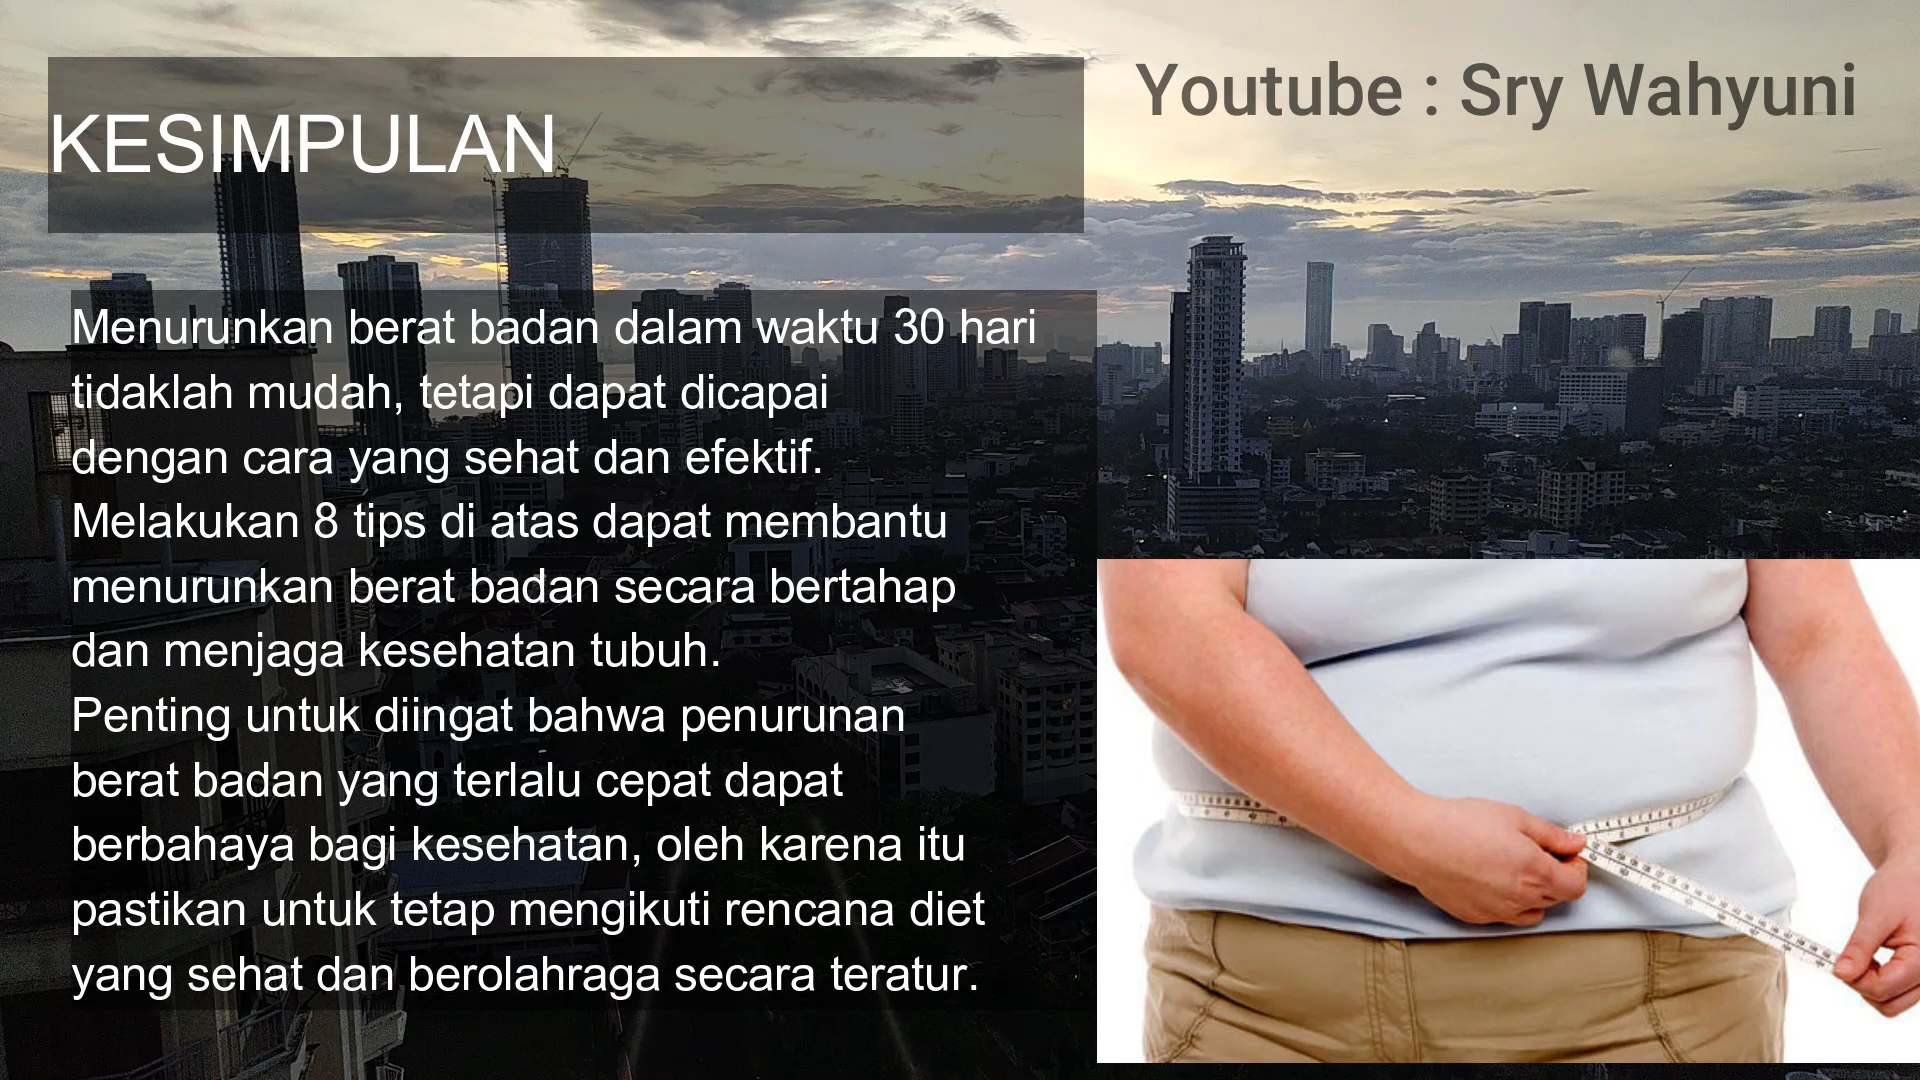 KESIMPULAN
Youtube : Sry Wahyuni
Menurunkan berat badan dalam waktu 30 hari
tidaklah mudah, tetapi dapat dicapai
dengan cara yang sehat dan efektif.
Melakukan 8 tips di atas dapat membantu
menurunkan berat badan secara bertahap
dan menjaga kesehatan tubuh.
Penting untuk diingat bahwa penurunan
berat badan yang terlalu cepat dapat
berbahaya bagi kesehatan, oleh karena itu
pastikan untuk tetap mengikuti rencana diet
yang sehat dan berolahraga secara teratur.